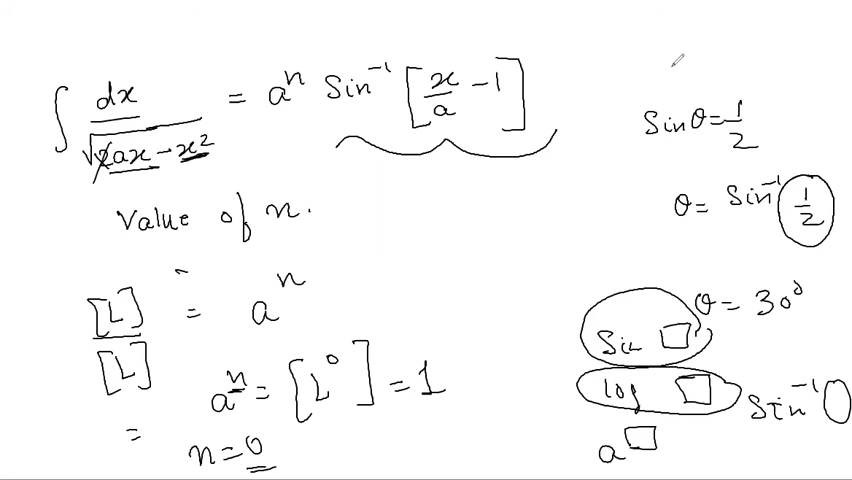 ∫ dx / √(2ax - x²) = aⁿ Sin⁻¹ [x/a - 1]
Value of n.
[L] / [L] = aⁿ
= aⁿ = [L⁰] = 1
n = 0
Sinθ = 1/2
θ = Sin⁻¹ 1/2
θ = 30⁰
Sin □
log □
Sin⁻¹
a□